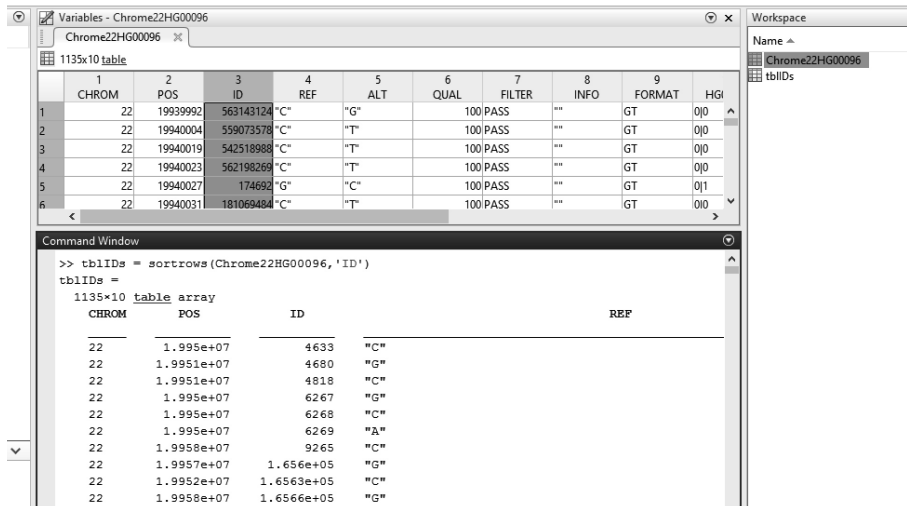 Variables - Chrome22HG00096
Workspace
Chrome22HG00096
Name
1135x10 table
Chrome22HG00096
tblIDs
1 2 3 4 5 6 7 8 9
CHROM POS ID REF ALT QUAL FILTER INFO FORMAT HG(
1 22 19939992 563143124 "C" "G" 100 PASS "" GT 0|0
2 22 19940004 559073578 "C" "T" 100 PASS "" GT 0|0
3 22 19940019 542518988 "C" "T" 100 PASS "" GT 0|0
4 22 19940023 562198269 "C" "T" 100 PASS "" GT 0|0
5 22 19940027 174692 "G" "C" 100 PASS "" GT 0|1
6 22 19940031 181069484 "C" "T" 100 PASS "" GT 0|0
Command Window
>> tblIDs = sortrows(Chrome22HG00096,'ID')
tblIDs =
1135×10 table array
CHROM POS ID REF
22 1.995e+07 4633 "C"
22 1.9951e+07 4680 "G"
22 1.9951e+07 4818 "C"
22 1.995e+07 6267 "G"
22 1.995e+07 6268 "C"
22 1.995e+07 6269 "A"
22 1.9958e+07 9265 "C"
22 1.9957e+07 1.656e+05 "G"
22 1.9952e+07 1.6563e+05 "C"
22 1.9958e+07 1.6566e+05 "G"